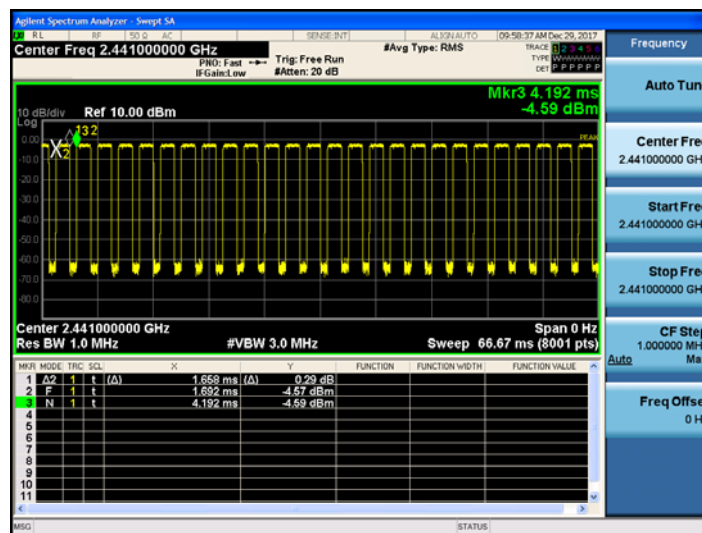 Agilent Spectrum Analyzer - Swept SA
RL RF 50 Ω AC SENSE:INT ALIGN AUTO 09:58:37 AM Dec 29, 2017
Center Freq 2.441000000 GHz #Avg Type: RMS TRACE 1 2 3 4 5 6
PNO: Fast Trig: Free Run TYPE
IFGain:Low #Atten: 20 dB DET P P P P P P
Mkr3 4.192 ms
10 dB/div Ref 10.00 dBm -4.59 dBm
Log
0.00
-10.0
-20.0
-30.0
-40.0
-50.0
-60.0
-70.0
-80.0
132
X2
PEAK
Center 2.441000000 GHz Span 0 Hz
Res BW 1.0 MHz #VBW 3.0 MHz Sweep 66.67 ms (8001 pts)
MKR MODE TRC SCL X Y FUNCTION FUNCTION WIDTH FUNCTION VALUE
1 Δ2 1 t (Δ) 1.658 ms (Δ) 0.29 dB
2 F 1 t 1.692 ms -4.57 dBm
3 N 1 t 4.192 ms -4.59 dBm
4
5
6
7
8
9
10
11
MSG STATUS
Frequency
Auto Tun
Center Fre
2.441000000 GH
Start Fre
2.441000000 GH
Stop Fre
2.441000000 GH
CF Step
1.000000 MH
Auto Ma
Freq Offse
0 H